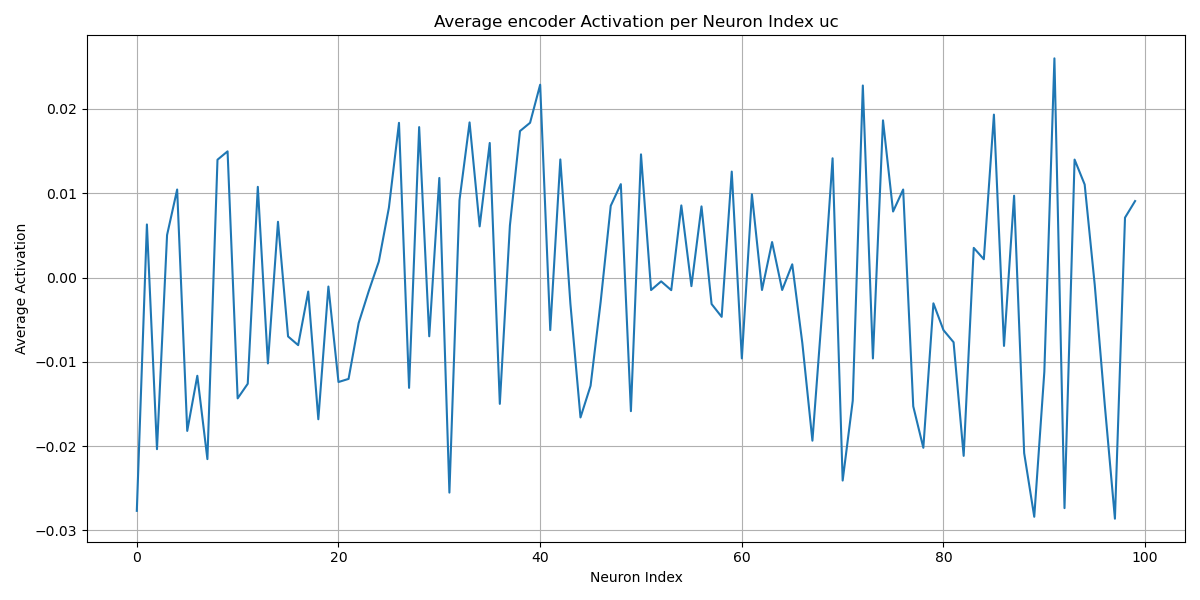 Average encoder Activation per Neuron Index uc
Average Activation
0.02
0.01
0.00
−0.01
−0.02
−0.03
0 20 40 60 80 100
Neuron Index